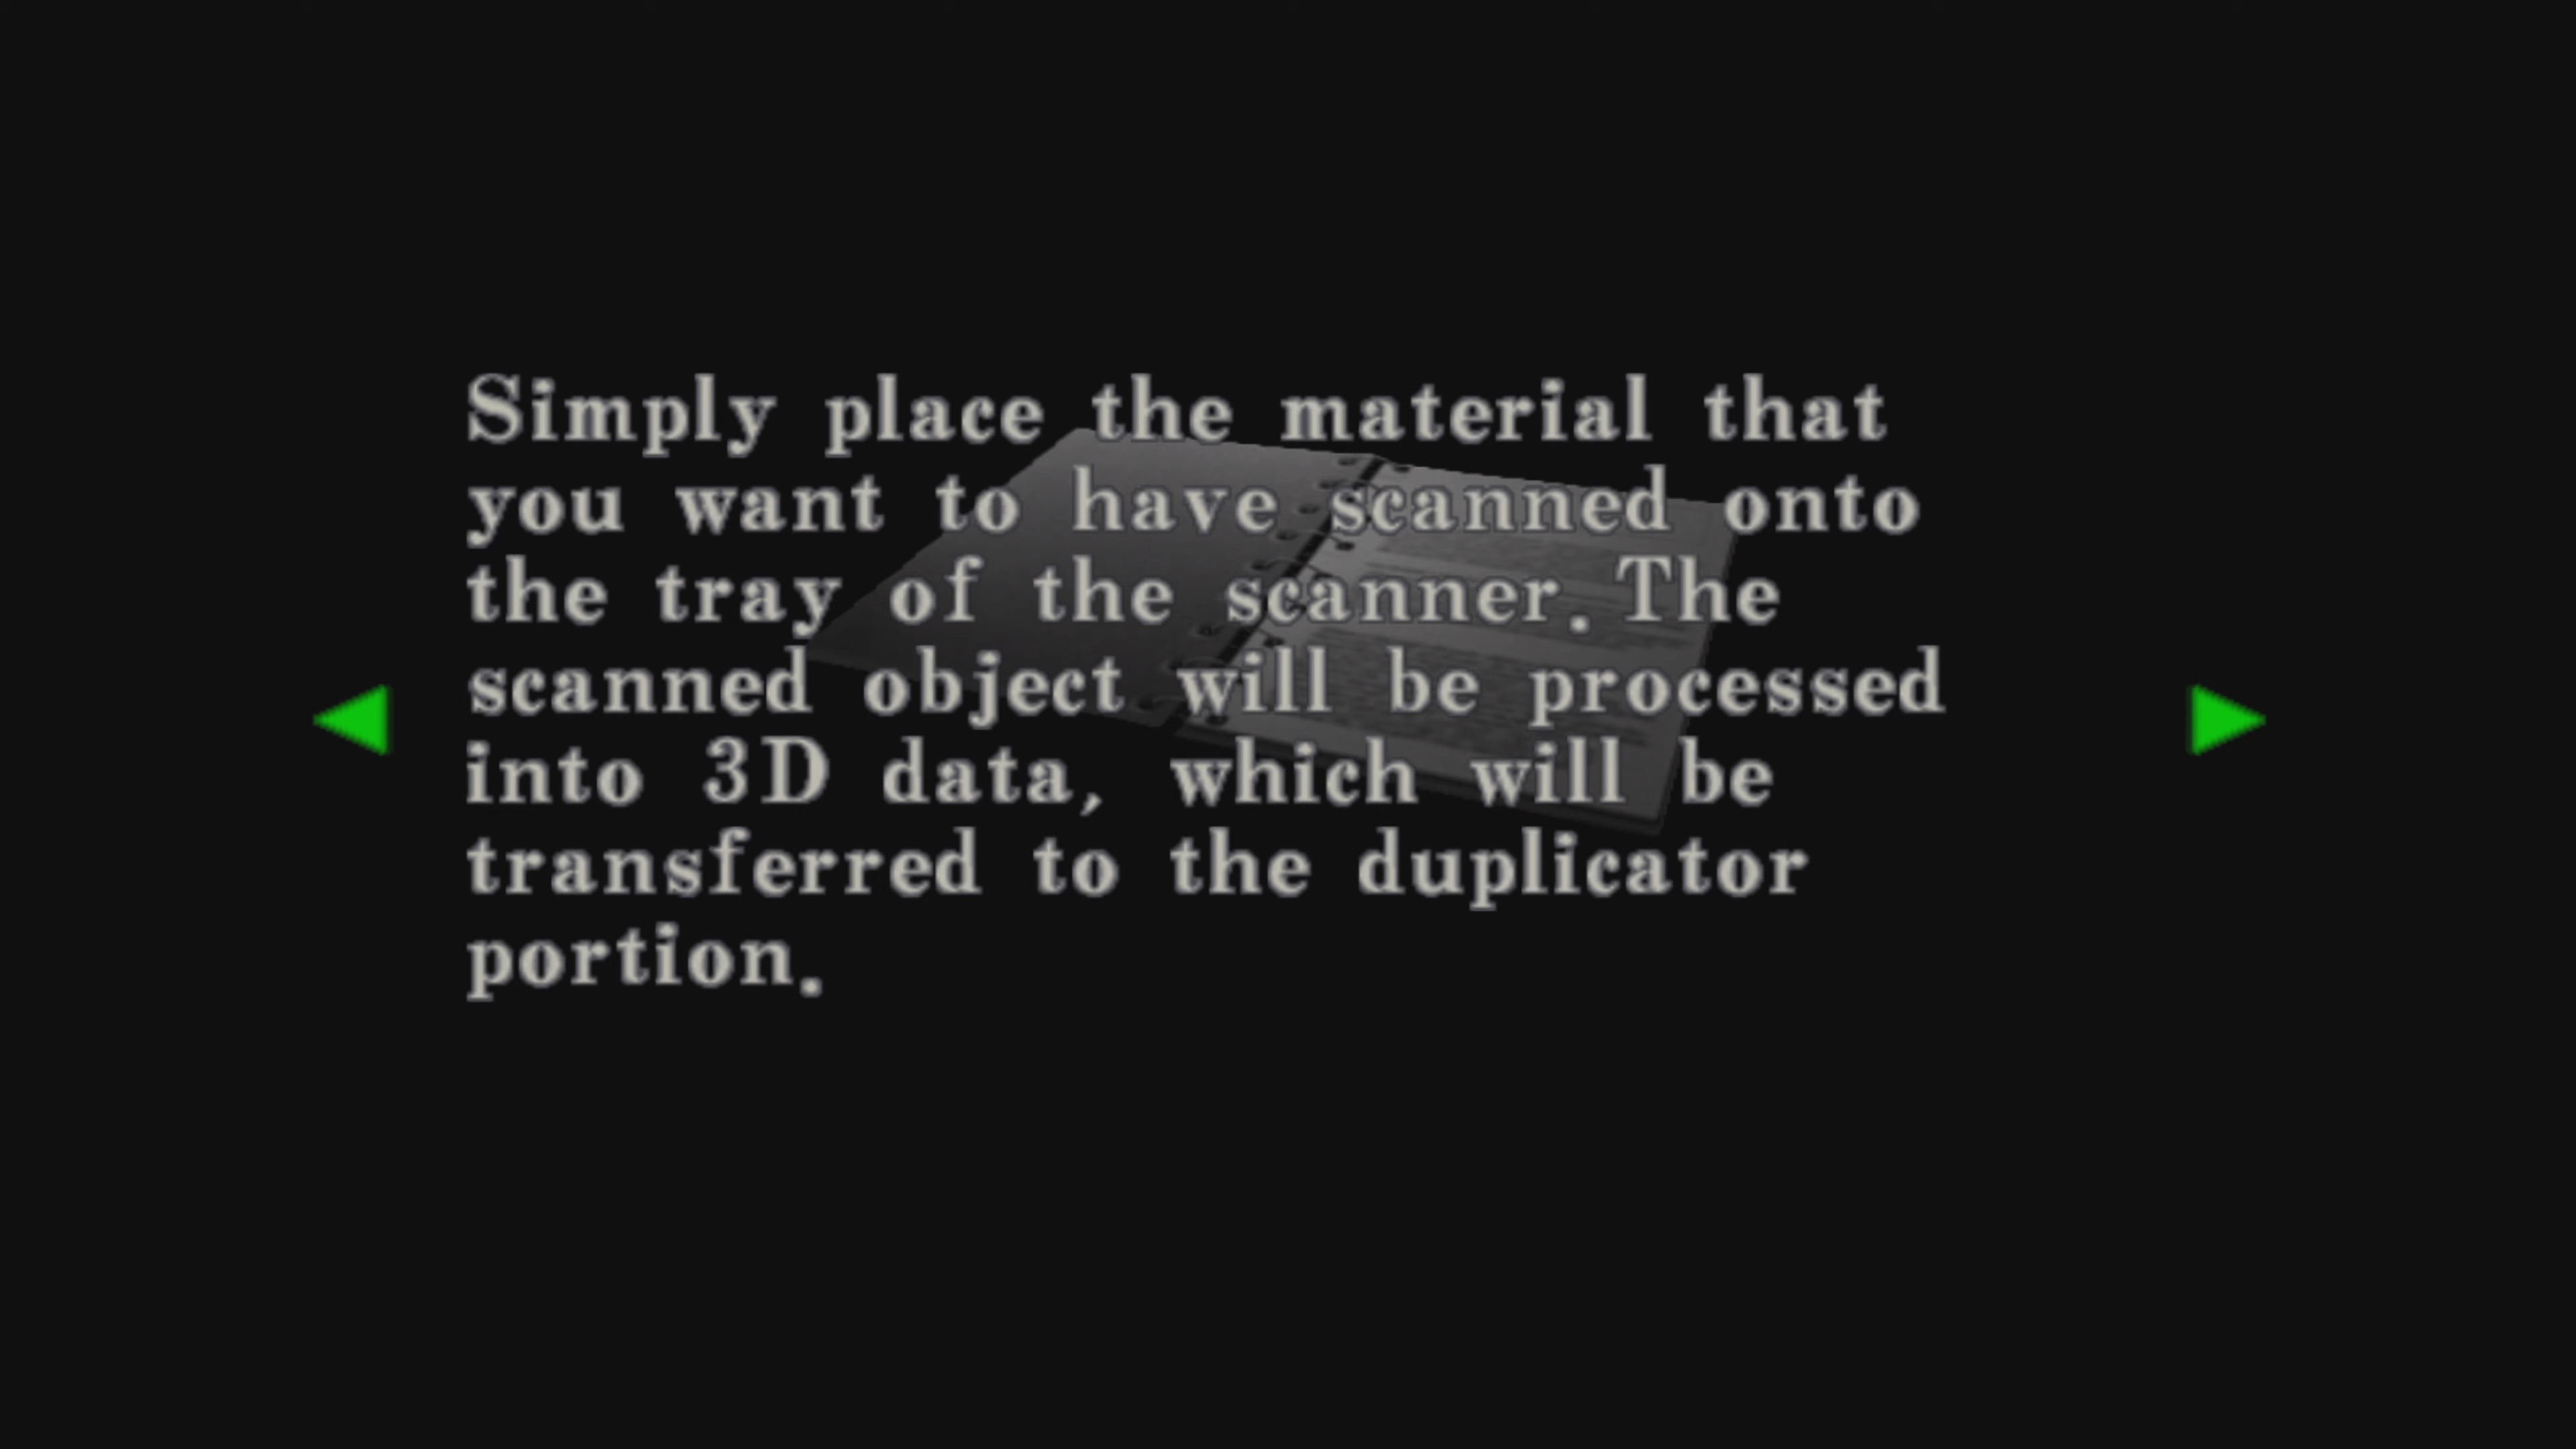 Simply place the material that
you want to have scanned onto
the tray of the scanner. The
scanned object will be processed
into 3D data, which will be
transferred to the duplicator
portion.